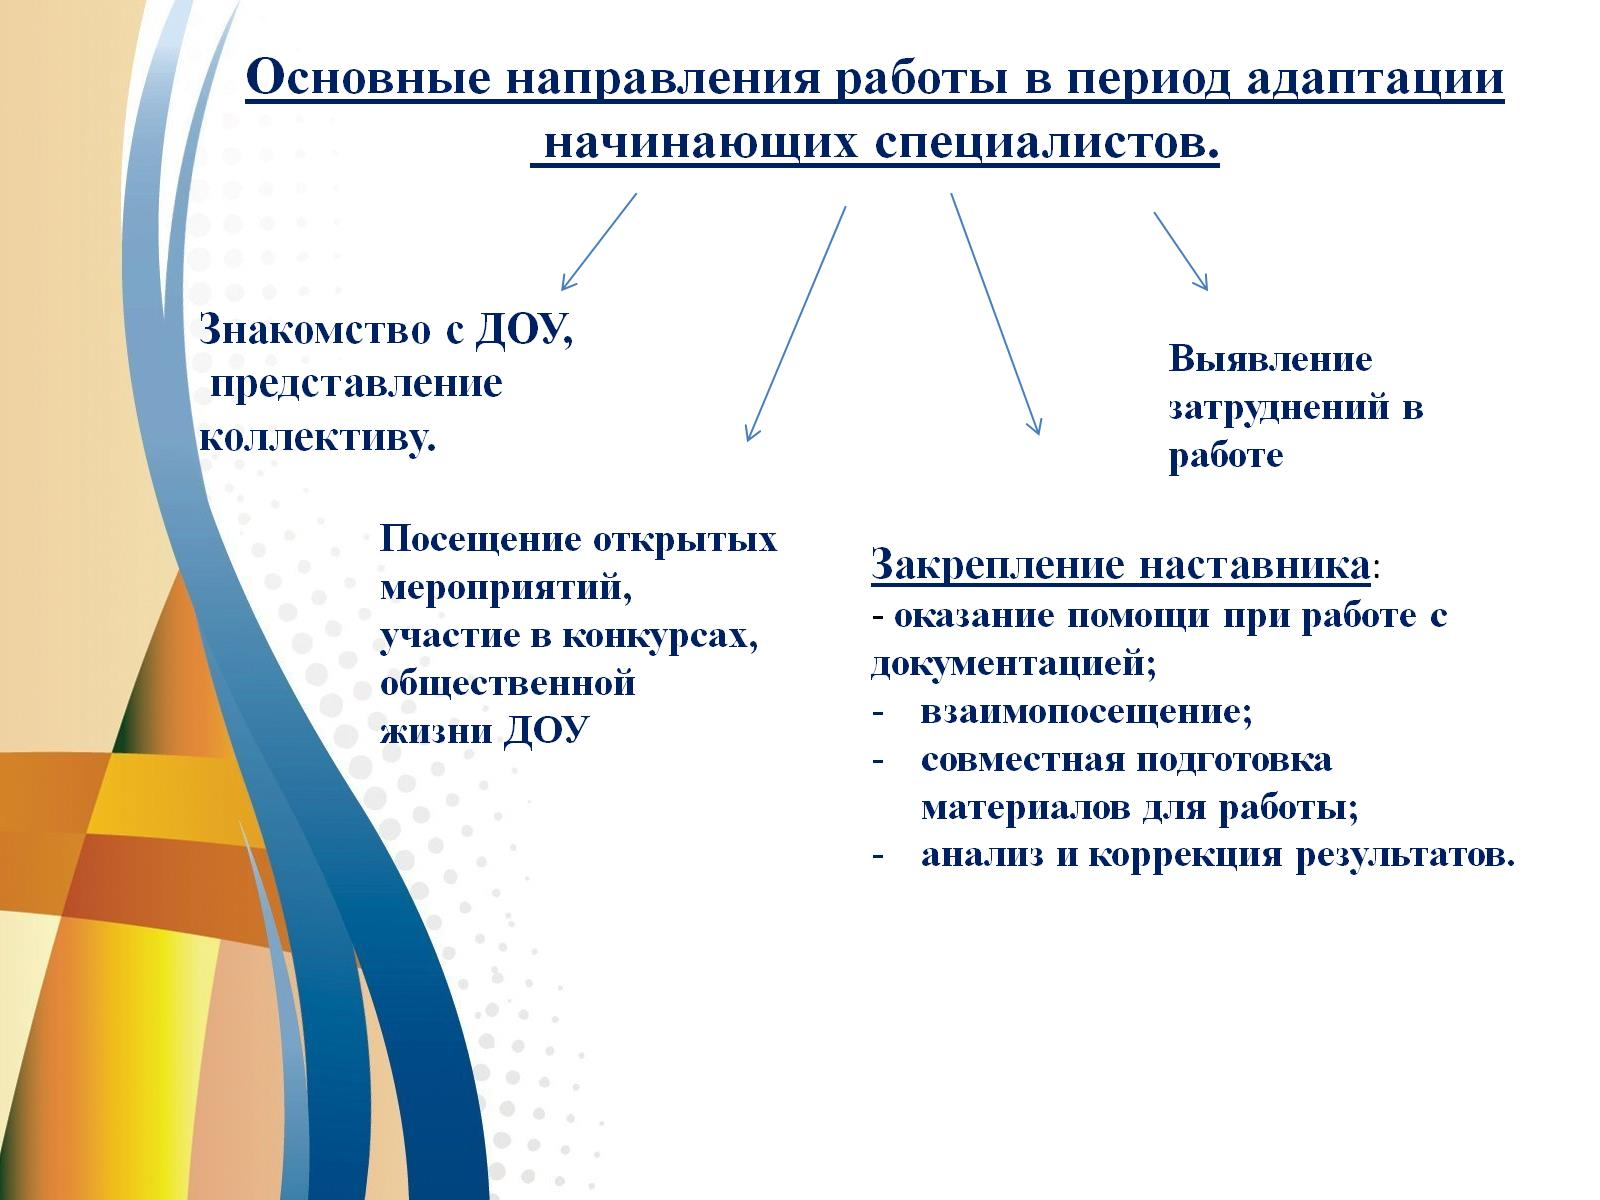 Основные направления работы в период адаптации
начинающих специалистов.
Знакомство с ДОУ,
представление
коллективу.
Выявление
затруднений в
работе
Посещение открытых
мероприятий,
участие в конкурсах,
общественной
жизни ДОУ
Закрепление наставника:
- оказание помощи при работе с
документацией;
- взаимопосещение;
- совместная подготовка
материалов для работы;
- анализ и коррекция результатов.